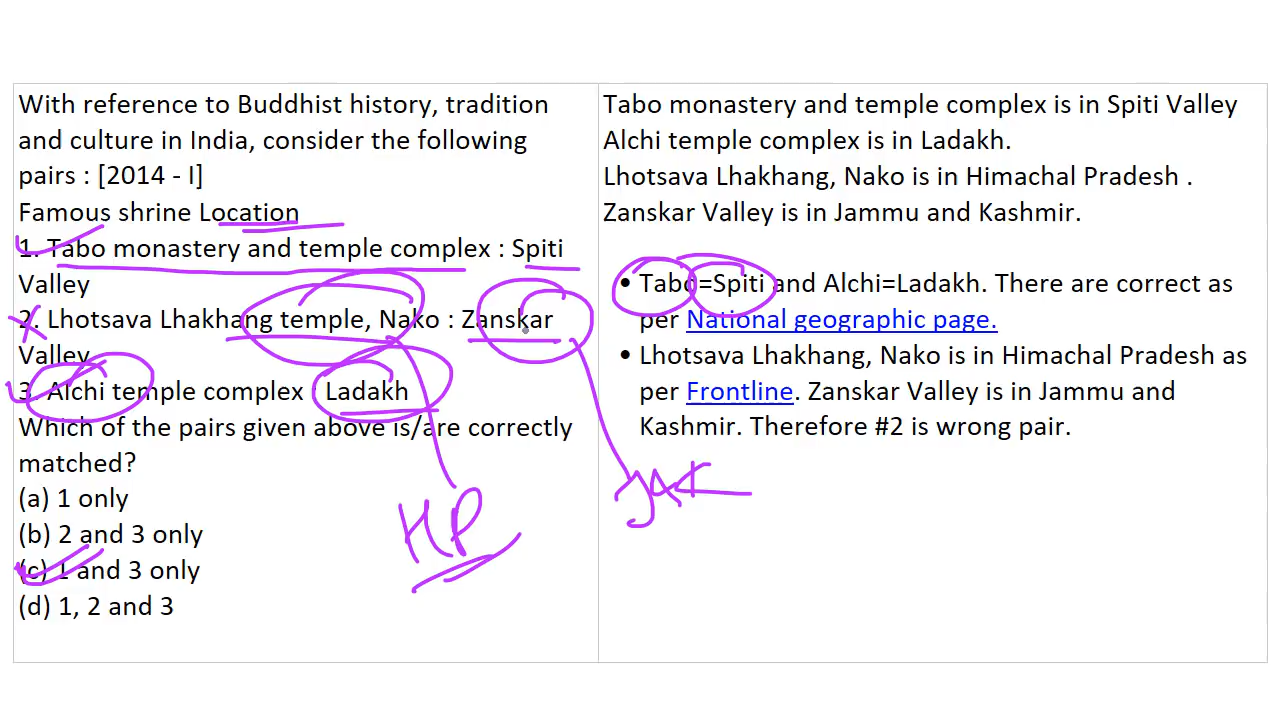 With reference to Buddhist history, tradition
and culture in India, consider the following
pairs : [2014 - I]
Famous shrine Location
1. Tabo monastery and temple complex : Spiti
Valley
2. Lhotsava Lhakhang temple, Nako : Zanskar
Valley
3. Alchi temple complex : Ladakh
Which of the pairs given above is/are correctly
matched?
(a) 1 only
(b) 2 and 3 only
(c) 1 and 3 only
(d) 1, 2 and 3
HP
Tabo monastery and temple complex is in Spiti Valley
Alchi temple complex is in Ladakh.
Lhotsava Lhakhang, Nako is in Himachal Pradesh .
Zanskar Valley is in Jammu and Kashmir.
• Tabo=Spiti and Alchi=Ladakh. There are correct as
per National geographic page.
• Lhotsava Lhakhang, Nako is in Himachal Pradesh as
per Frontline. Zanskar Valley is in Jammu and
Kashmir. Therefore #2 is wrong pair.
J&K